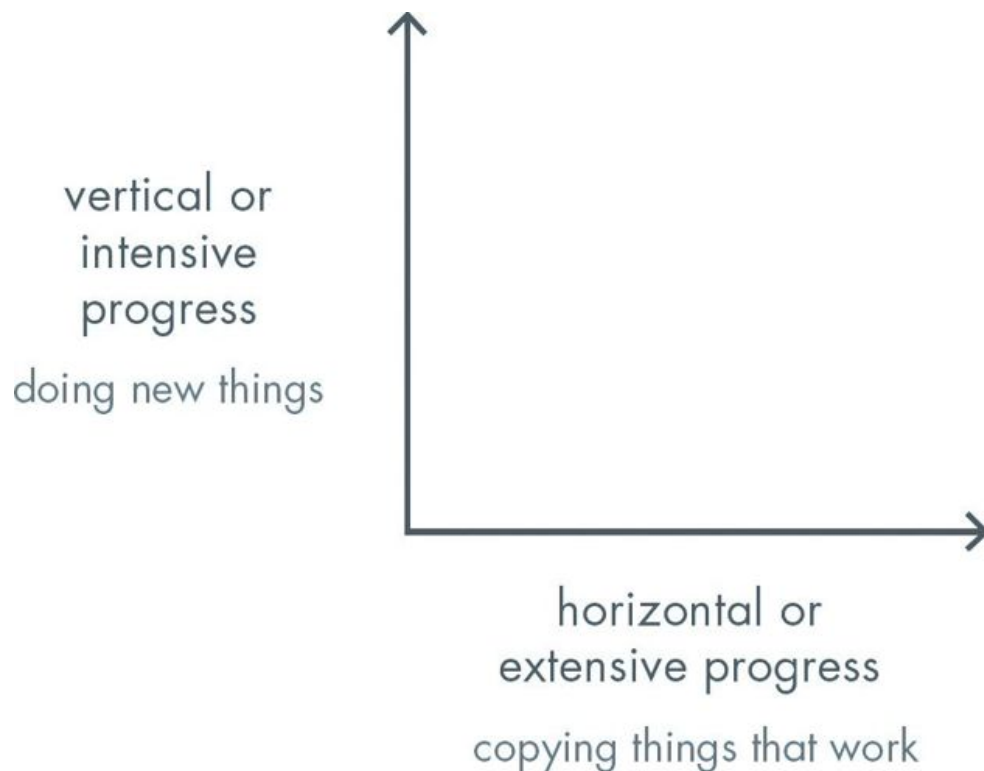 vertical or
intensive
progress
doing new things
horizontal or
extensive progress
copying things that work